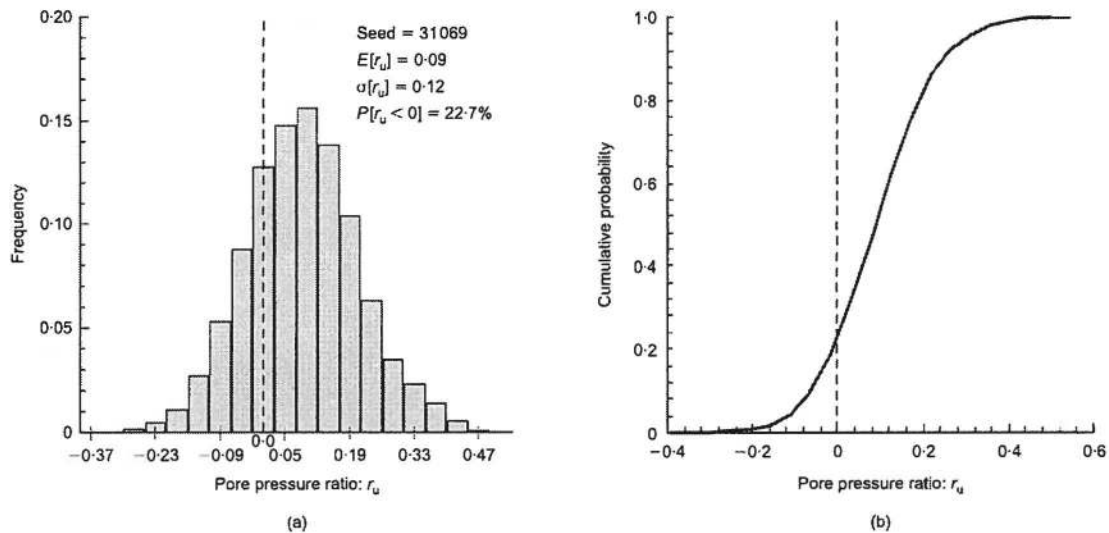 0·20
0·15
0·10
0·05
0
Frequency
Seed = 31069
E[r_u] = 0·09
σ[r_u] = 0·12
P[r_u < 0] = 22·7%
−0·37 −0·23 −0·09 0·0 0·05 0·19 0·33 0·47
Pore pressure ratio: r_u
(a)
1·0
0·8
0·6
0·4
0·2
0
Cumulative probability
−0·4 −0·2 0 0·2 0·4 0·6
Pore pressure ratio: r_u
(b)